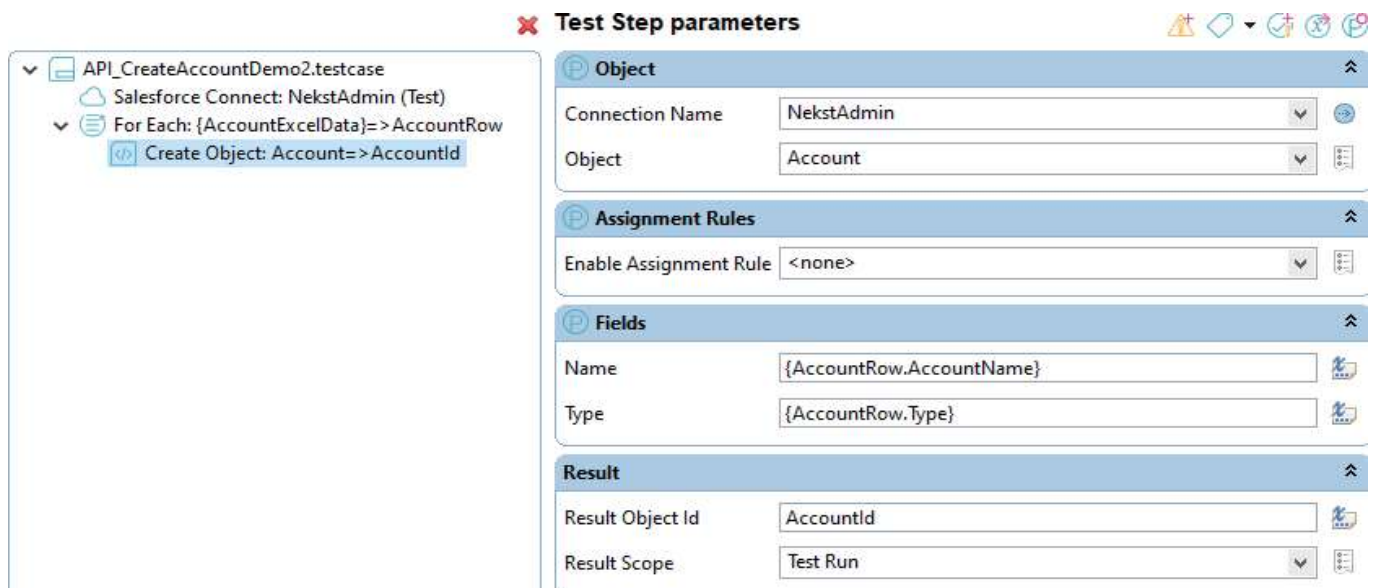 Test Step parameters
API_CreateAccountDemo2.testcase
Salesforce Connect: NekstAdmin (Test)
For Each: {AccountExcelData}=>AccountRow
Create Object: Account=>AccountId
Object
Connection Name NekstAdmin
Object Account
Assignment Rules
Enable Assignment Rule <none>
Fields
Name {AccountRow.AccountName}
Type {AccountRow.Type}
Result
Result Object Id AccountId
Result Scope Test Run